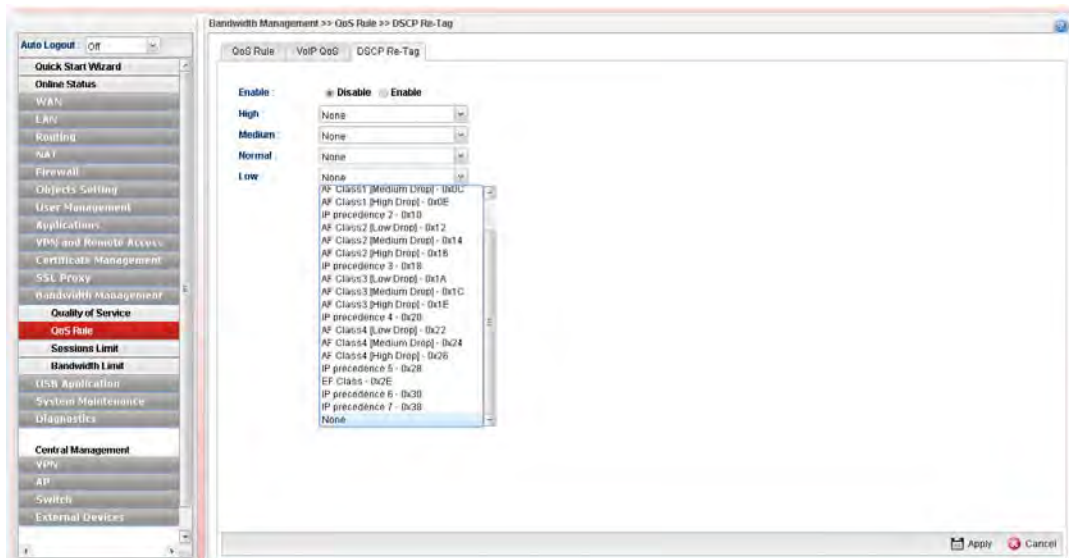 Bandwidth Management >> QoS Rule >> DSCP Re-Tag
Auto Logout : Off
Quick Start Wizard
Online Status
WAN
LAN
Routing
NAT
Firewall
Objects Setting
User Management
Applications
VPN and Remote Access
Certificate Management
SSL Proxy
Bandwidth Management
Quality of Service
QoS Rule
Sessions Limit
Bandwidth Limit
USB Application
System Maintenance
Diagnostics
Central Management
VPN
AP
Switch
External Devices
QoS Rule VoIP QoS DSCP Re-Tag
Enable : Disable Enable
High : None
Medium : None
Normal : None
Low : None
AF Class1 [Medium Drop] - 0x0C
AF Class1 [High Drop] - 0x0E
IP precedence 2 - 0x10
AF Class2 [Low Drop] - 0x12
AF Class2 [Medium Drop] - 0x14
AF Class2 [High Drop] - 0x16
IP precedence 3 - 0x18
AF Class3 [Low Drop] - 0x1A
AF Class3 [Medium Drop] - 0x1C
AF Class3 [High Drop] - 0x1E
IP precedence 4 - 0x20
AF Class4 [Low Drop] - 0x22
AF Class4 [Medium Drop] - 0x24
AF Class4 [High Drop] - 0x26
IP precedence 5 - 0x28
EF Class - 0x2E
IP precedence 6 - 0x30
IP precedence 7 - 0x38
None
Apply Cancel